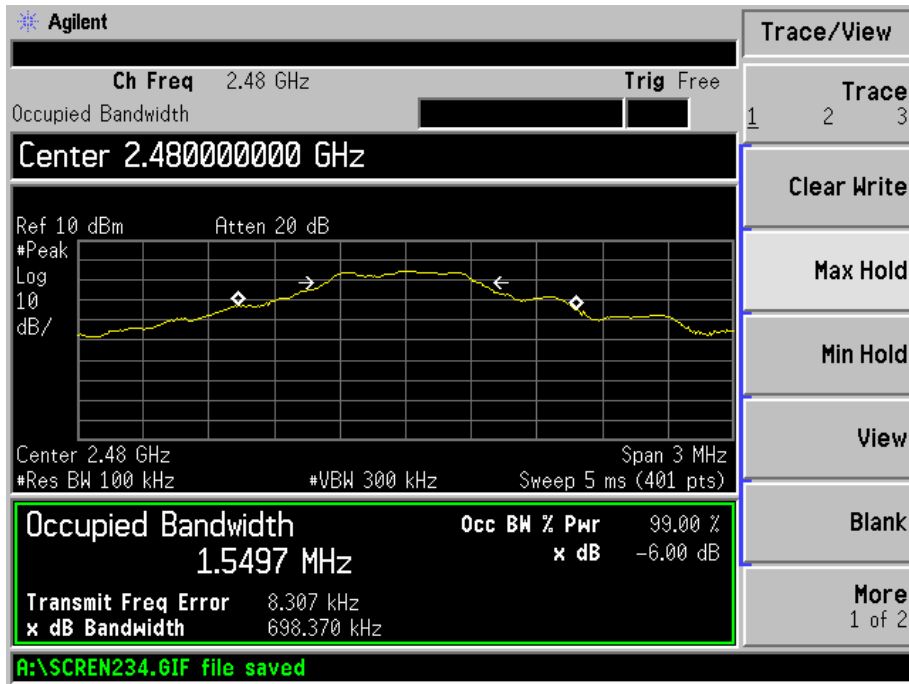 Agilent
Trace/View
Ch Freq 2.48 GHz Trig Free
Occupied Bandwidth
Trace
1 2 3
Center 2.480000000 GHz
Clear Write
Ref 10 dBm Atten 20 dB
#Peak
Log
10
dB/
Max Hold
Min Hold
View
Center 2.48 GHz Span 3 MHz
#Res BW 100 kHz #VBW 300 kHz Sweep 5 ms (401 pts)
Occupied Bandwidth
1.5497 MHz
Occ BW % Pwr 99.00 %
x dB -6.00 dB
Blank
Transmit Freq Error 8.307 kHz
x dB Bandwidth 698.370 kHz
More
1 of 2
A:\SCREN234.GIF file saved